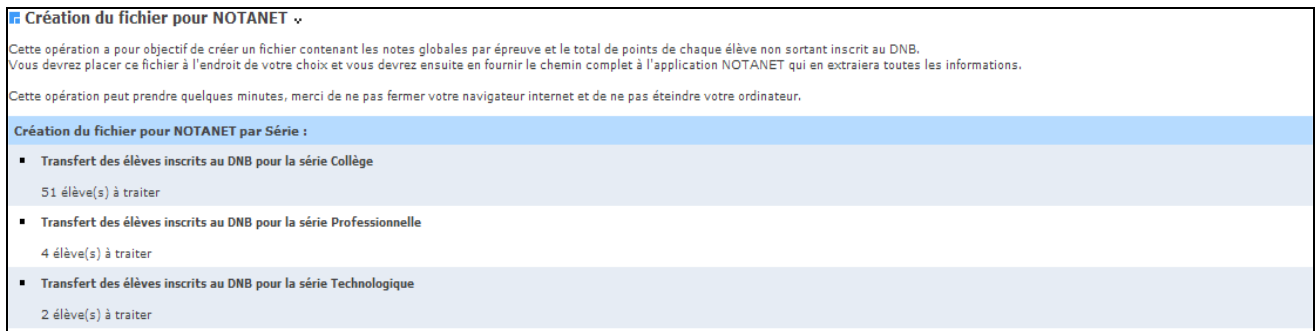 Création du fichier pour NOTANET
Cette opération a pour objectif de créer un fichier contenant les notes globales par épreuve et le total de points de chaque élève non sortant inscrit au DNB.
Vous devrez placer ce fichier à l'endroit de votre choix et vous devrez ensuite en fournir le chemin complet à l'application NOTANET qui en extraiera toutes les informations.
Cette opération peut prendre quelques minutes, merci de ne pas fermer votre navigateur internet et de ne pas éteindre votre ordinateur.
Création du fichier pour NOTANET par Série :
Transfert des élèves inscrits au DNB pour la série Collège
51 élève(s) à traiter
Transfert des élèves inscrits au DNB pour la série Professionnelle
4 élève(s) à traiter
Transfert des élèves inscrits au DNB pour la série Technologique
2 élève(s) à traiter